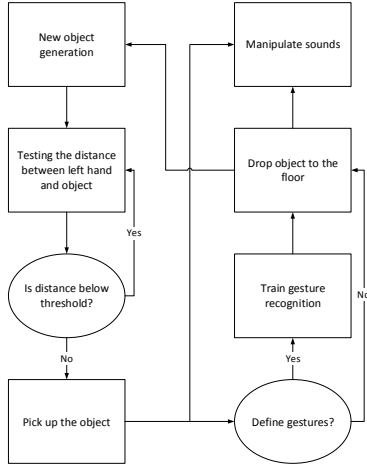 New object
generation
Manipulate sounds
Testing the distance
between left hand
and object
Drop object to the
floor
Yes
Is distance below
threshold?
Train gesture
recognition
No
No
Yes
Pick up the object
Define gestures?